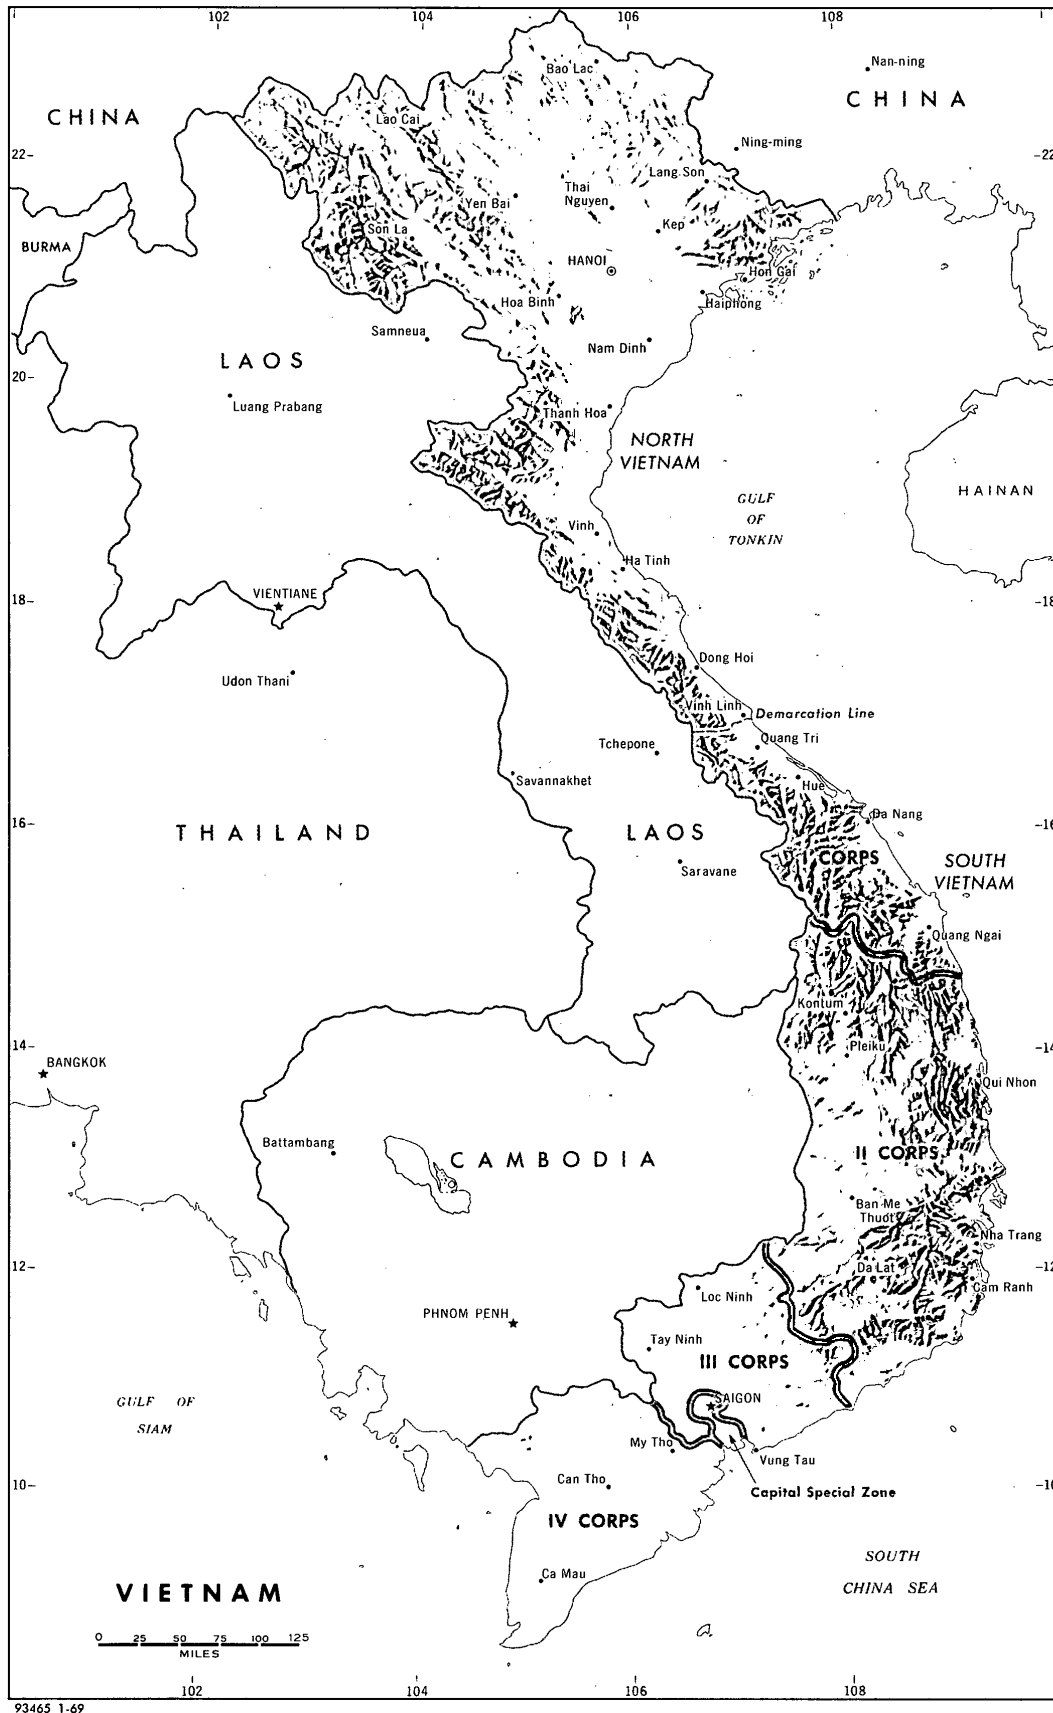 102
104
106
108
Nan-ning
Bao Lac
CHINA
CHINA
Lao Cai
Ning-ming
22
22
Lang Son
Thai
Nguyen
Yen Bai
Kep
Son La
BURMA
HANOI
Hon Gai
Hoa Binh
Haiphong
Samneua
Nam Dinh
LAOS
20
20
Luang Prabang
Thanh Hoa
NORTH
VIETNAM
HAINAN
GULF
OF
TONKIN
Vinh
Ha Tinh
VIENTIANE
18
18
Dong Hoi
Udon Thani
Vinh Linh
Demarcation Line
Quang Tri
Tchepone
Savannakhet
Hue
Da Nang
16
16
THAILAND
LAOS
I CORPS
SOUTH
VIETNAM
Saravane
Quang Ngai
Kontum
Pleiku
14
14
BANGKOK
Qui Nhon
Battambang
CAMBODIA
II CORPS
Ban Me
Thuot
Nha Trang
12
12
Da Lat
Cam Ranh
Loc Ninh
PHNOM PENH
Tay Ninh
III CORPS
GULF OF
SIAM
SAIGON
My Tho
Vung Tau
Can Tho
10
10
Capital Special Zone
IV CORPS
SOUTH
CHINA SEA
Ca Mau
VIETNAM
0 25 50 75 100 125
MILES
102
104
106
108
93465 1-69